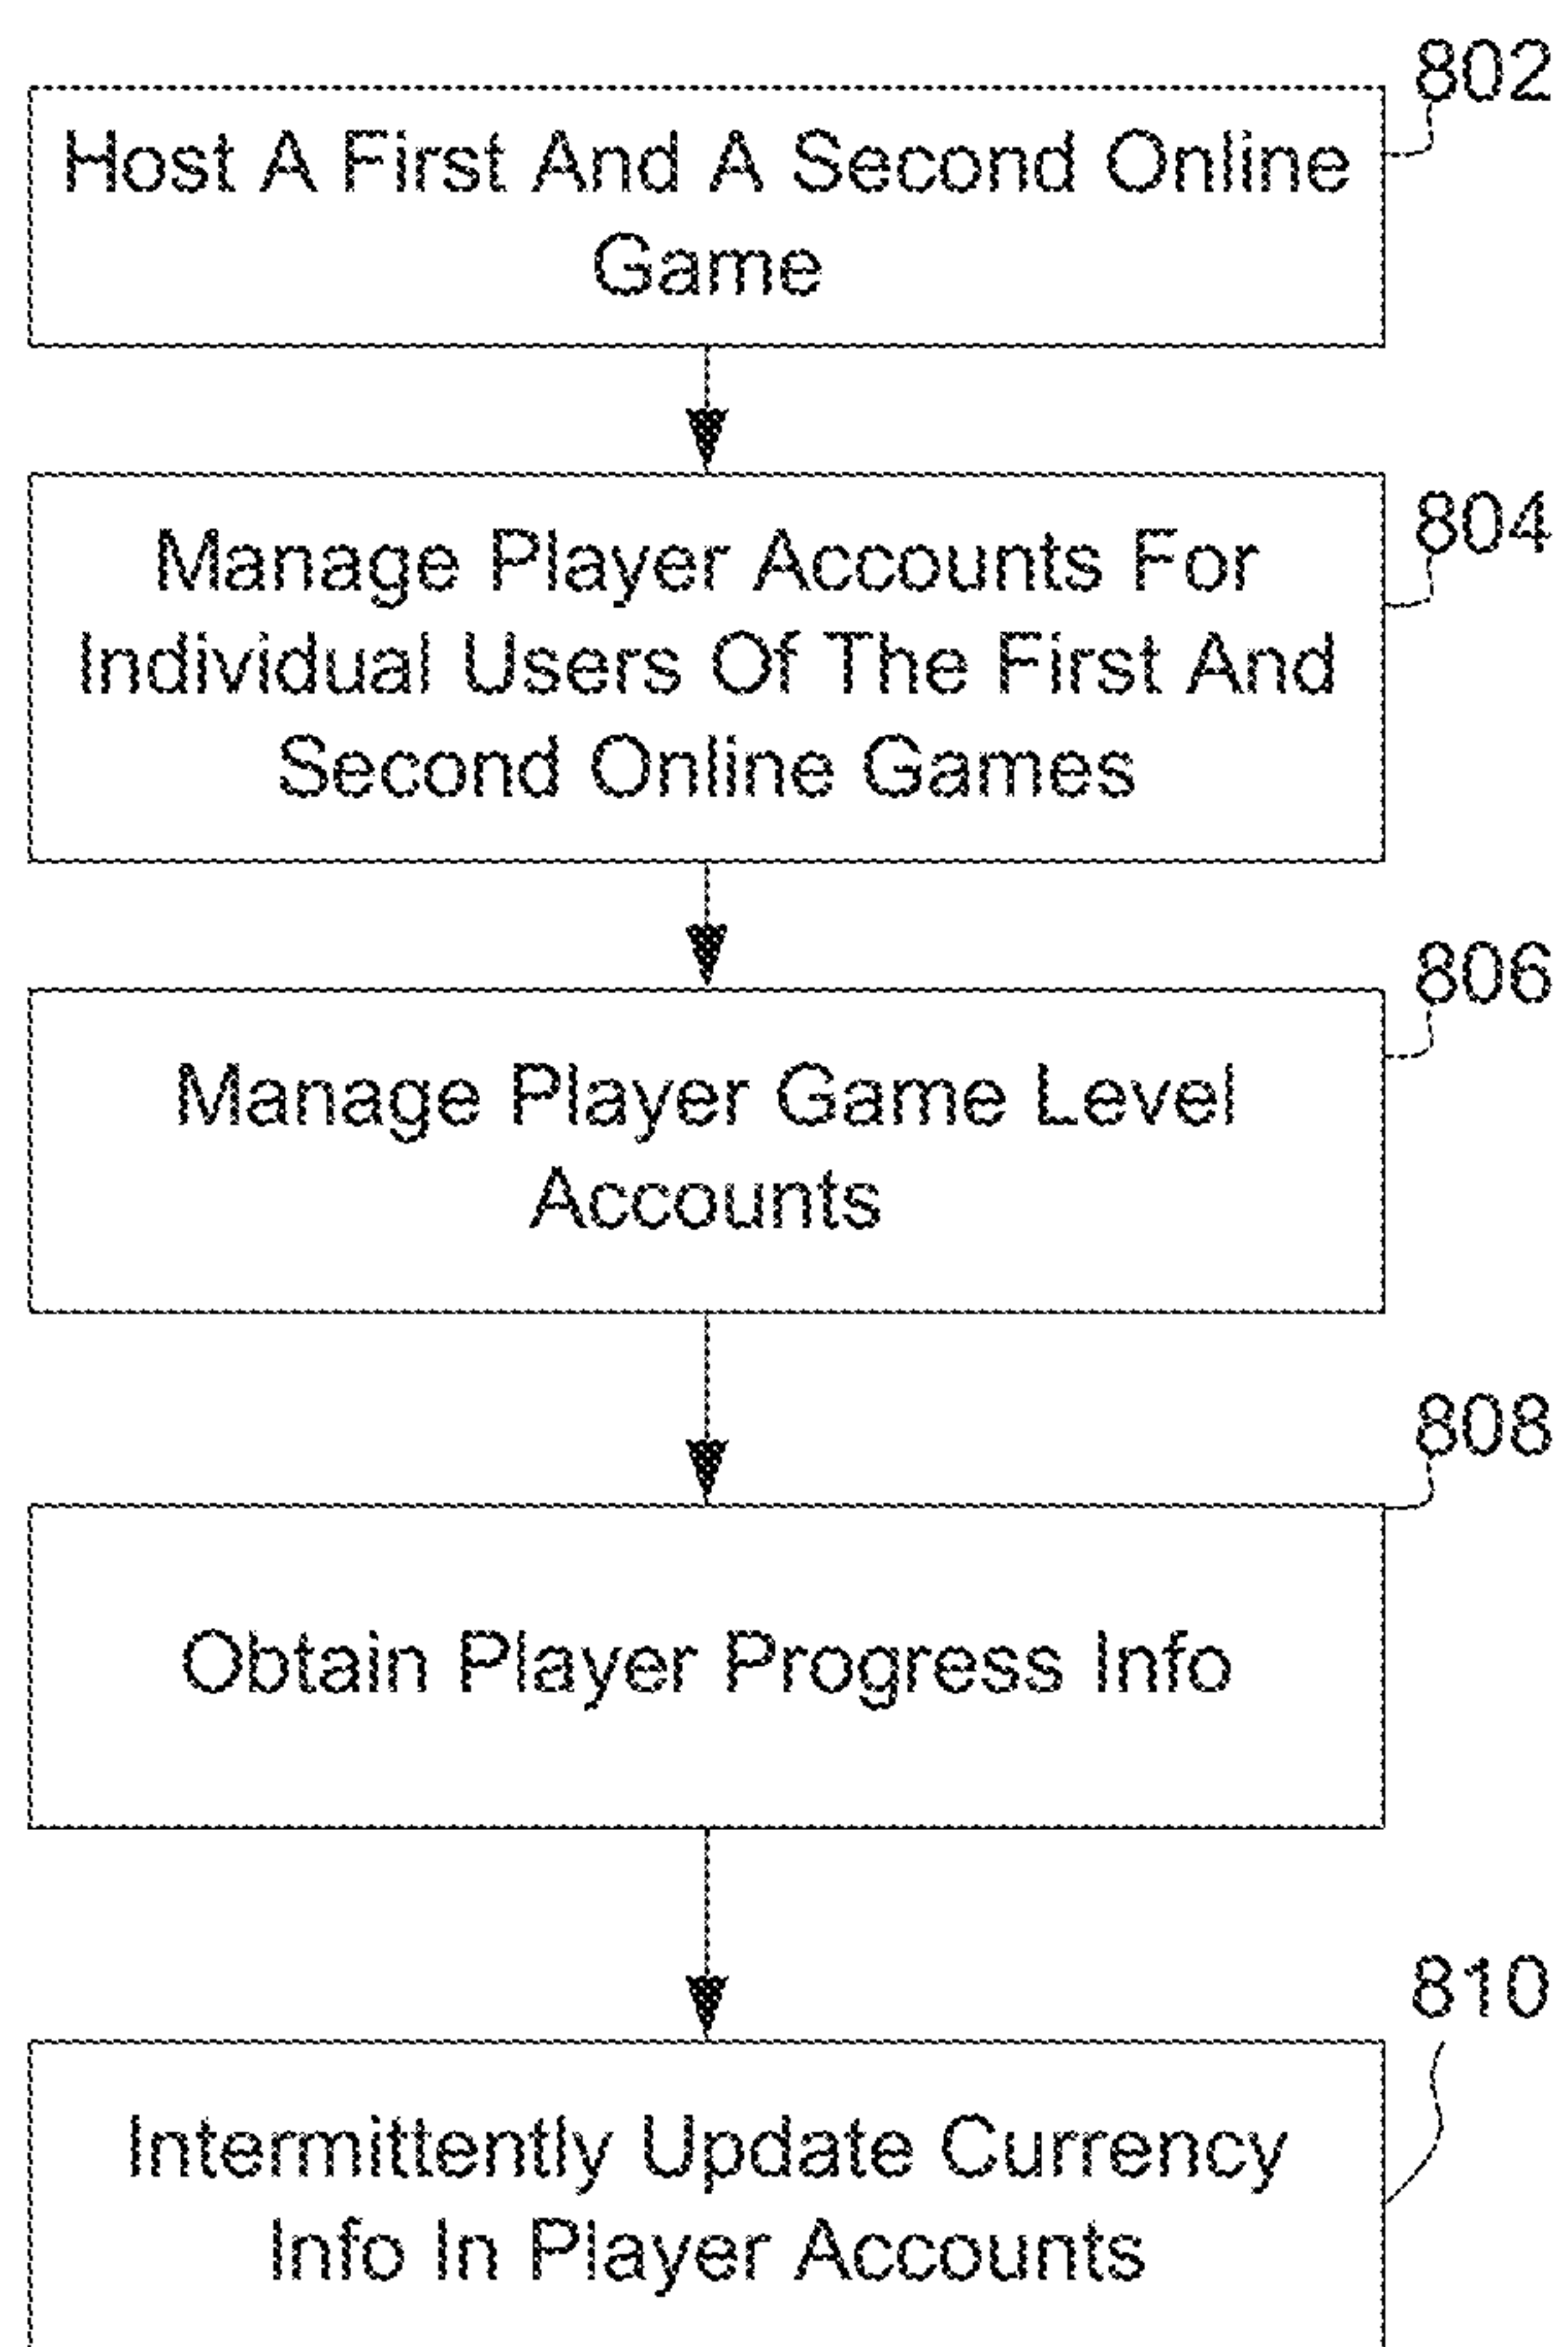 802
Host A First And A Second Online
Game
804
Manage Player Accounts For
Individual Users Of The First And
Second Online Games
806
Manage Player Game Level
Accounts
808
Obtain Player Progress Info
810
Intermittently Update Currency
Info In Player Accounts